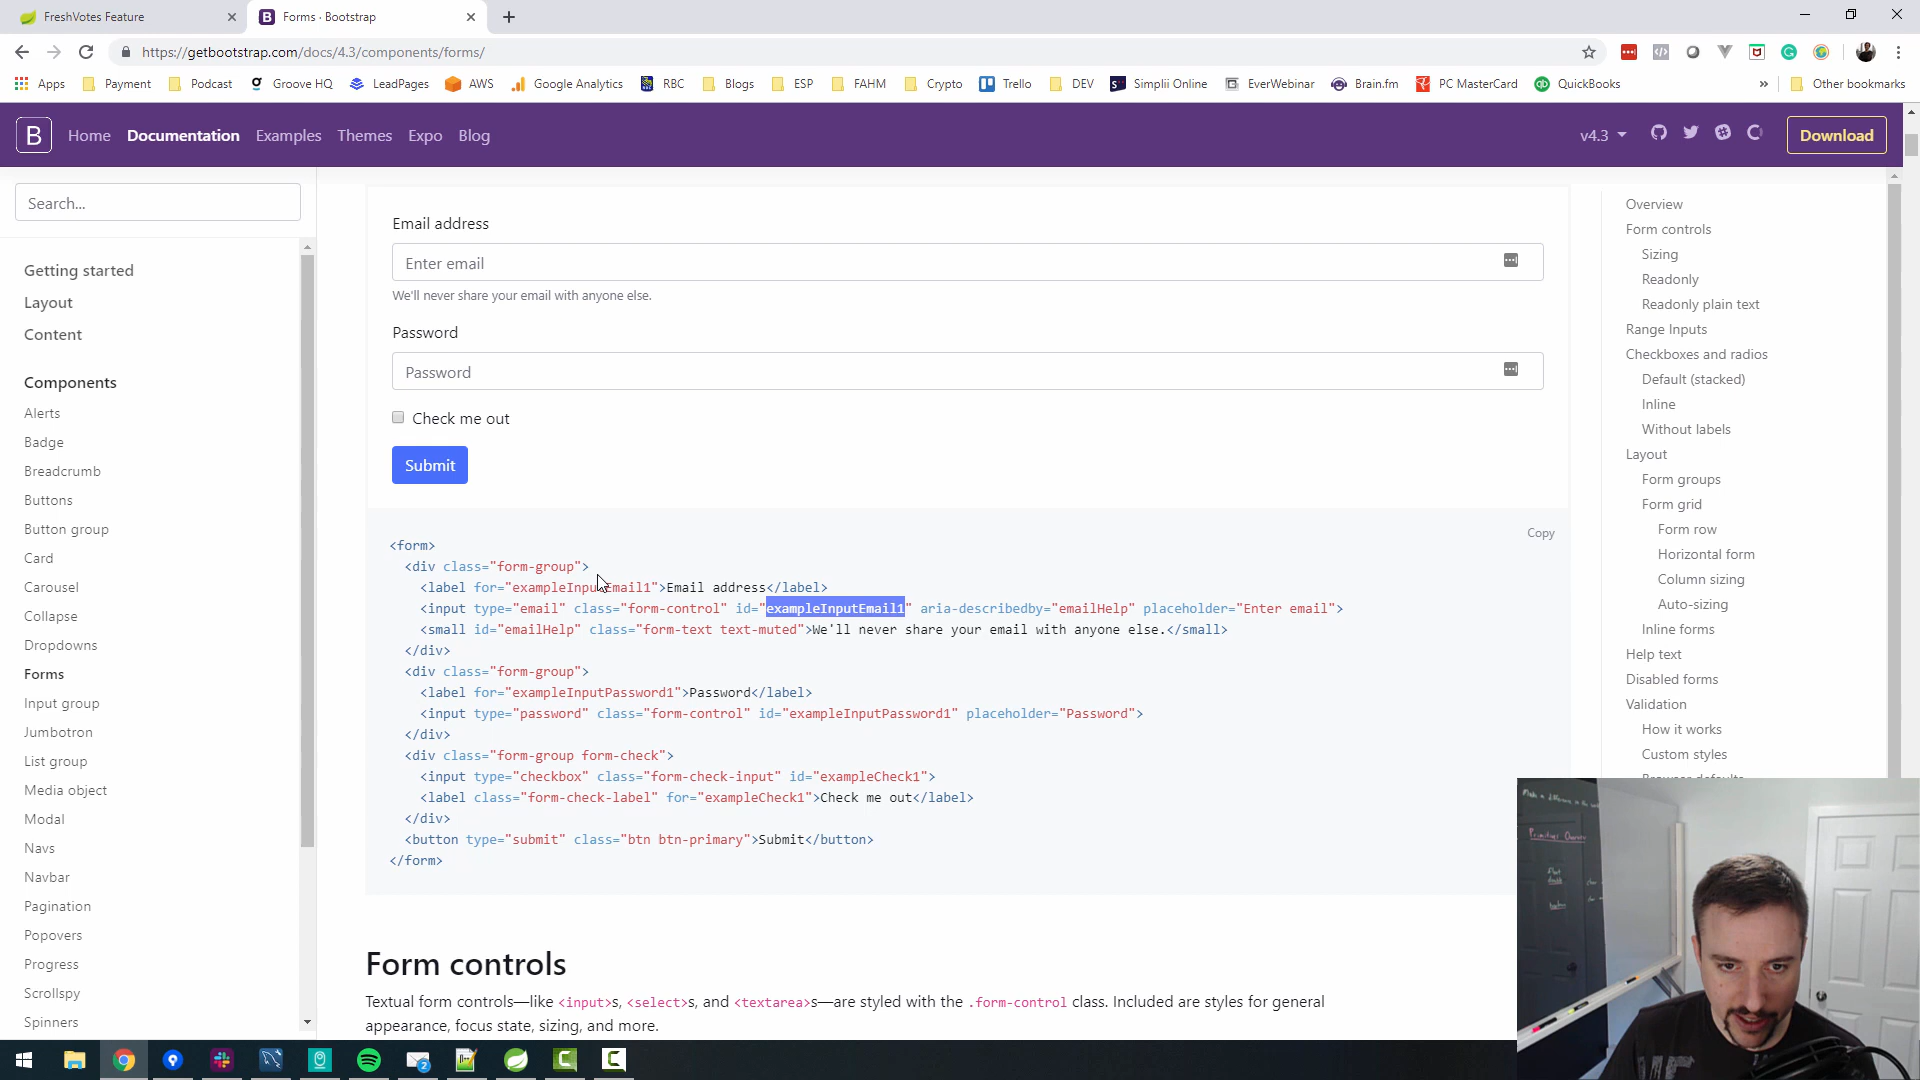 FreshVotes Feature
Forms · Bootstrap
https://getbootstrap.com/docs/4.3/components/forms/
Apps Payment Podcast Groove HQ LeadPages AWS Google Analytics RBC Blogs ESP FAHM Crypto Trello DEV Simplii Online EverWebinar Brain.fm PC MasterCard QuickBooks » Other bookmarks
B Home Documentation Examples Themes Expo Blog v4.3 Download
Search...
Getting started
Layout
Content
Components
Alerts
Badge
Breadcrumb
Buttons
Button group
Card
Carousel
Collapse
Dropdowns
Forms
Input group
Jumbotron
List group
Media object
Modal
Navs
Navbar
Pagination
Popovers
Progress
Scrollspy
Spinners
Email address
Enter email
We'll never share your email with anyone else.
Password
Password
Check me out
Submit
Copy
<form>
<div class="form-group">
<label for="exampleInputEmail1">Email address</label>
<input type="email" class="form-control" id="exampleInputEmail1" aria-describedby="emailHelp" placeholder="Enter email">
<small id="emailHelp" class="form-text text-muted">We'll never share your email with anyone else.</small>
</div>
<div class="form-group">
<label for="exampleInputPassword1">Password</label>
<input type="password" class="form-control" id="exampleInputPassword1" placeholder="Password">
</div>
<div class="form-group form-check">
<input type="checkbox" class="form-check-input" id="exampleCheck1">
<label class="form-check-label" for="exampleCheck1">Check me out</label>
</div>
<button type="submit" class="btn btn-primary">Submit</button>
</form>
Form controls
Textual form controls—like <input>s, <select>s, and <textarea>s—are styled with the .form-control class. Included are styles for general
appearance, focus state, sizing, and more.
Overview
Form controls
Sizing
Readonly
Readonly plain text
Range Inputs
Checkboxes and radios
Default (stacked)
Inline
Without labels
Layout
Form groups
Form grid
Form row
Horizontal form
Column sizing
Auto-sizing
Inline forms
Help text
Disabled forms
Validation
How it works
Custom styles
Browser defaults
2